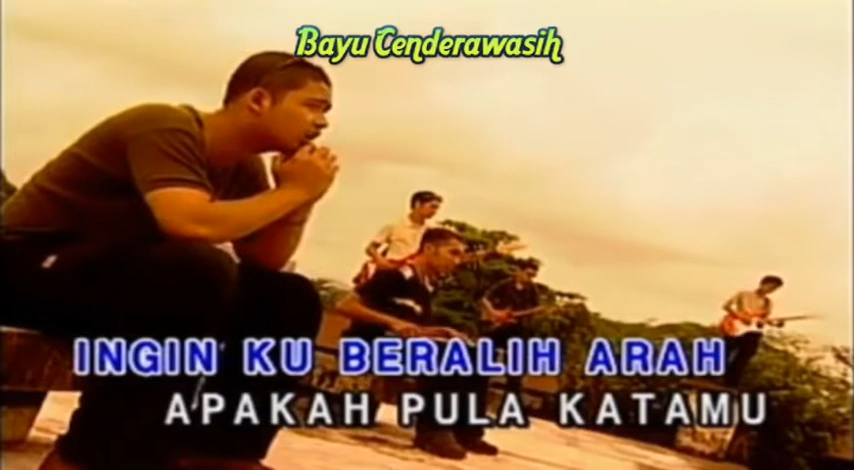 Bayu Cenderawasih
INGIN KU BERALIH ARAH
APAKAH PULA KATAMU